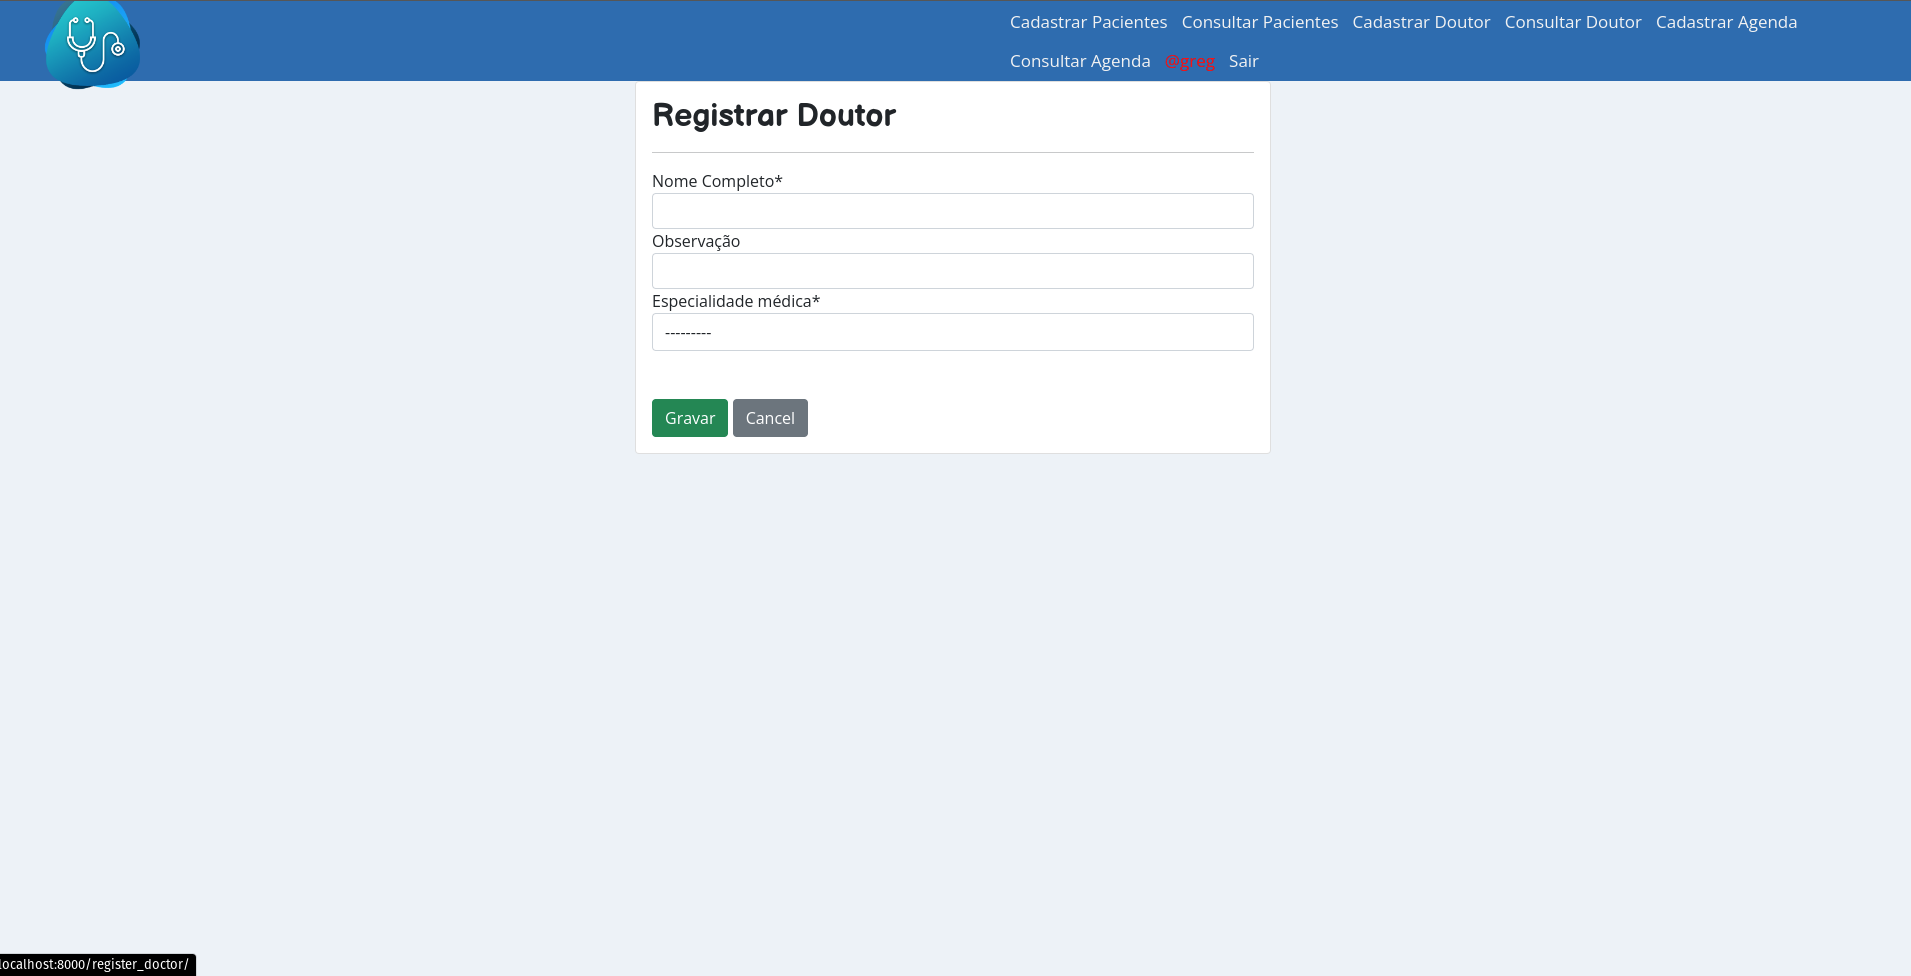 Cadastrar Pacientes Consultar Pacientes Cadastrar Doutor Consultar Doutor Cadastrar Agenda
Consultar Agenda @greg Sair
Registrar Doutor
Nome Completo*
Observação
Especialidade médica*
---------
Gravar Cancel
localhost:8000/register_doctor/